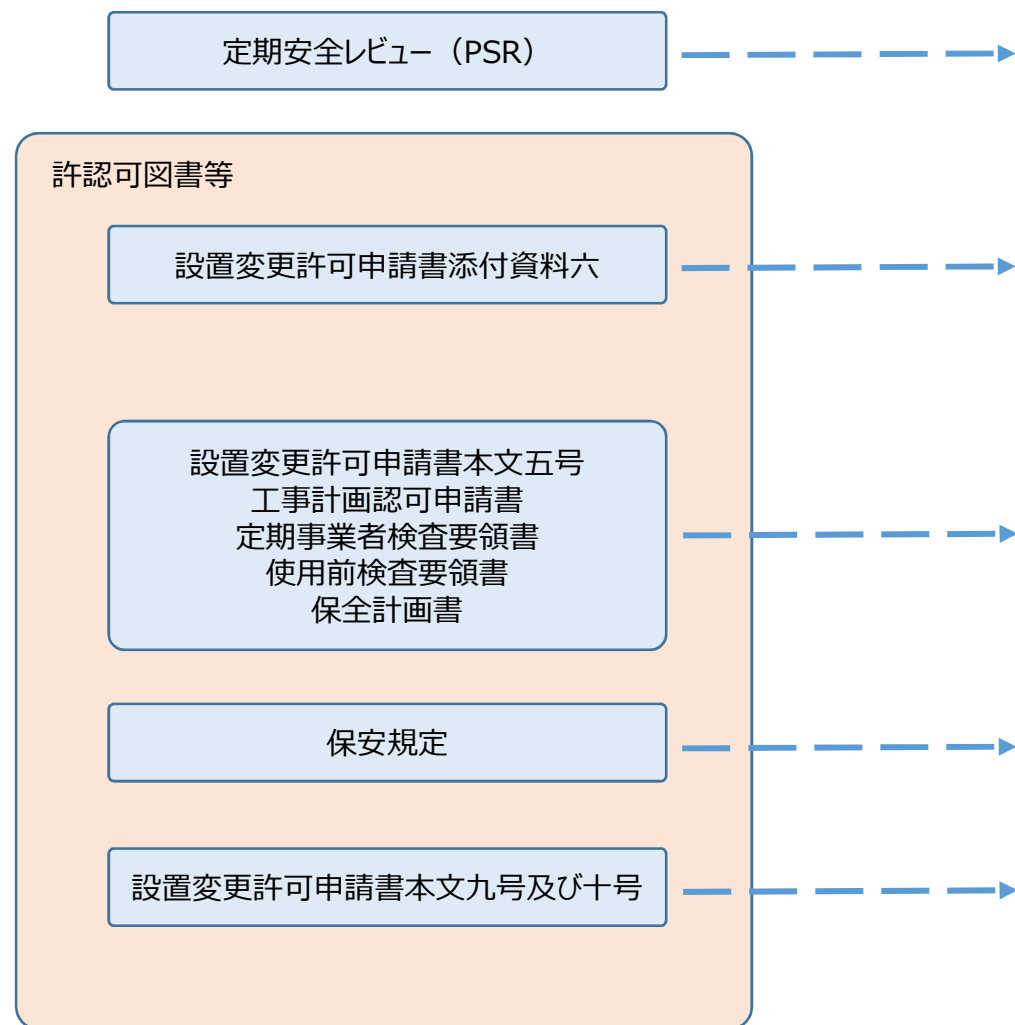 定期安全レビュー（PSR）
許認可図書等
設置変更許可申請書添付資料六
設置変更許可申請書本文五号
工事計画認可申請書
定期事業者検査要領書
使用前検査要領書
保全計画書
保安規定
設置変更許可申請書本文九号及び十号